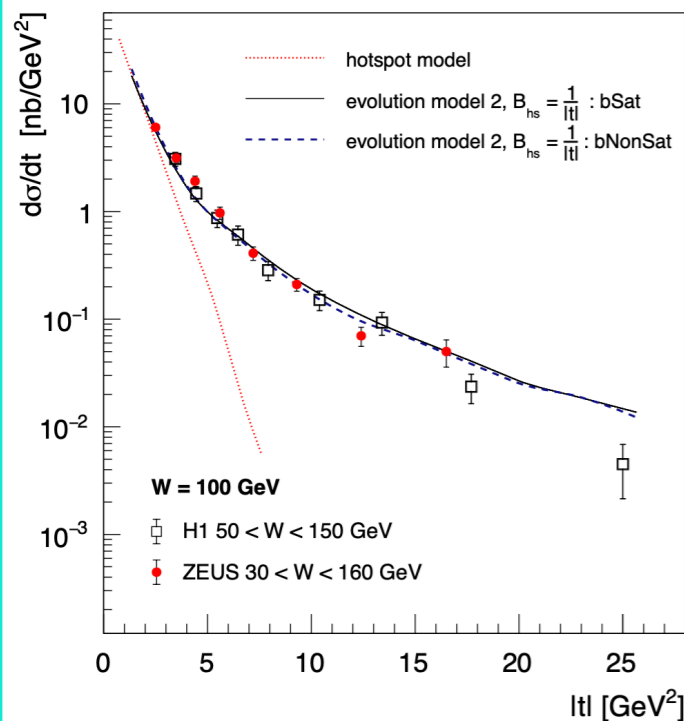 dσ/dt [nb/GeV²]
10
1
10⁻¹
10⁻²
10⁻³
hotspot model
evolution model 2, B_hs = 1/|t| : bSat
evolution model 2, B_hs = 1/|t| : bNonSat
W = 100 GeV
H1 50 < W < 150 GeV
ZEUS 30 < W < 160 GeV
0 5 10 15 20 25
|t| [GeV²]